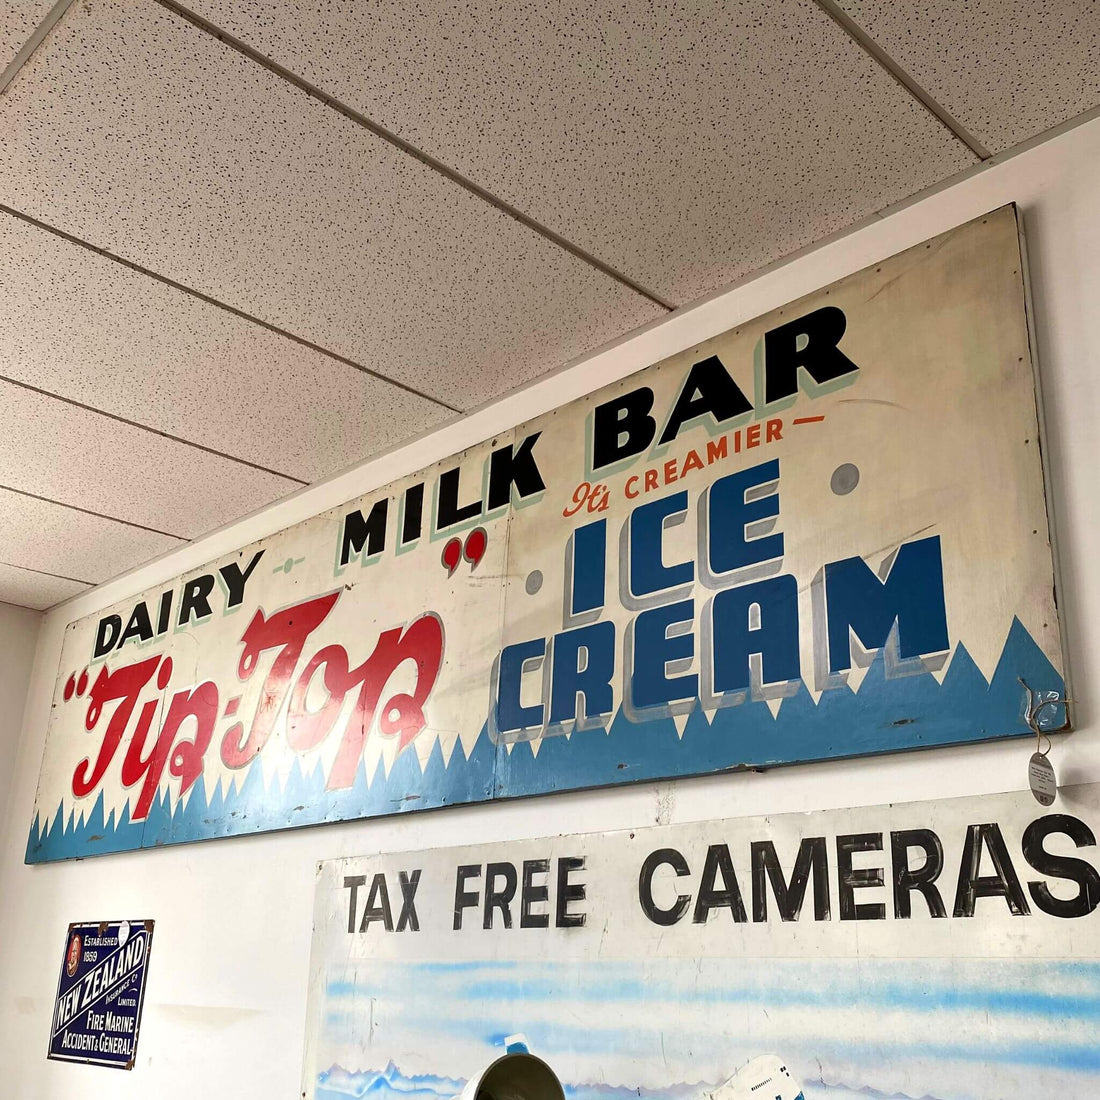 DAIRY - MILK BAR
"Tip-Top"
It's CREAMIER —
ICE
CREAM
TAX FREE CAMERAS
ESTABLISHED
1859
NEW ZEALAND
INSURANCE Co
LIMITED.
FIRE MARINE
ACCIDENT & GENERAL